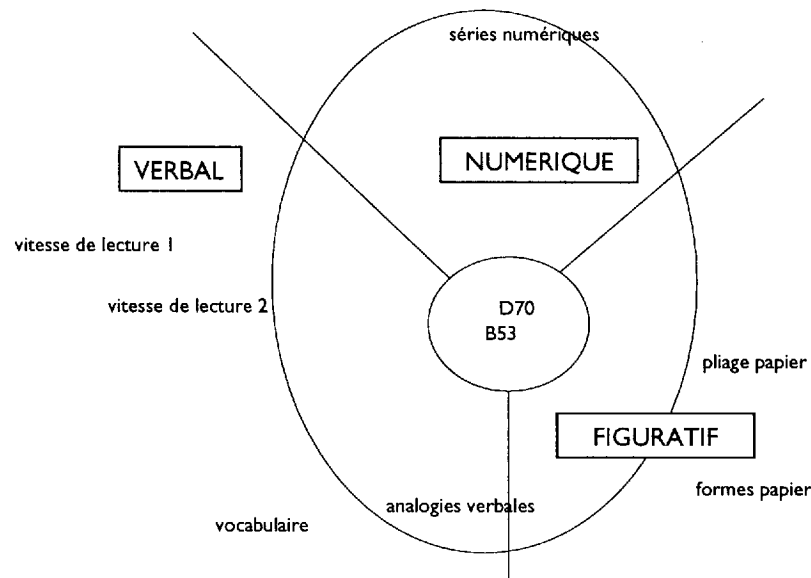 séries numériques
VERBAL
NUMERIQUE
vitesse de lecture 1
vitesse de lecture 2
D70
B53
pliage papier
FIGURATIF
formes papier
analogies verbales
vocabulaire